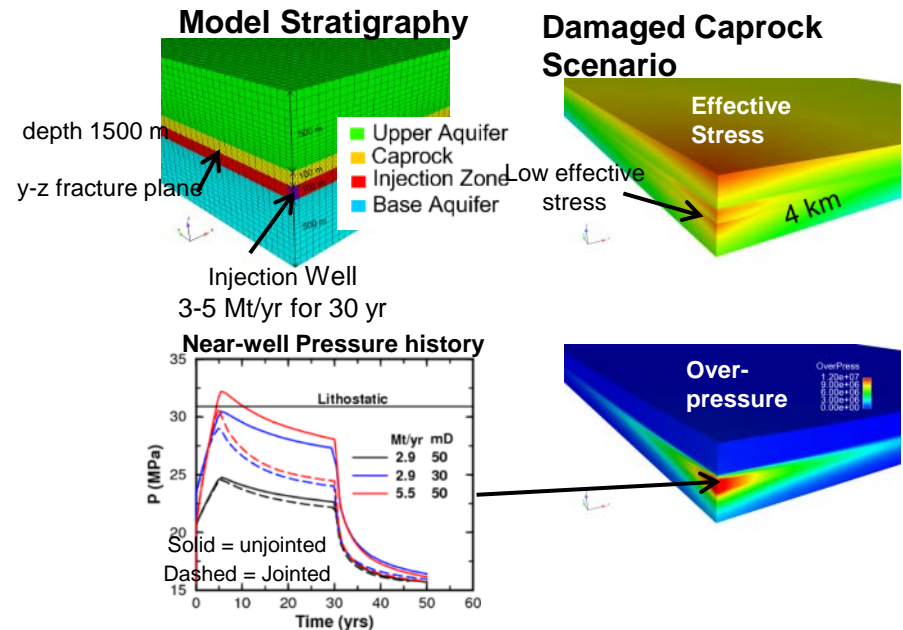 Model Stratigraphy
Damaged Caprock
Scenario
depth 1500 m
y-z fracture plane
500 m
100 m
500 m
Upper Aquifer
Caprock
Injection Zone
Base Aquifer
Injection Well
3-5 Mt/yr for 30 yr
Effective
Stress
Low effective
stress
4 km
Near-well Pressure history
P (MPa)
35
30
25
20
15
Lithostatic
Mt/yr mD
2.9 50
2.9 30
5.5 50
Solid = unjointed
Dashed = Jointed
0 10 20 30 40 50 60
Time (yrs)
Over-
pressure
OverPress
1.20e+07
9.00e+06
6.00e+06
3.00e+06
0.00e+00